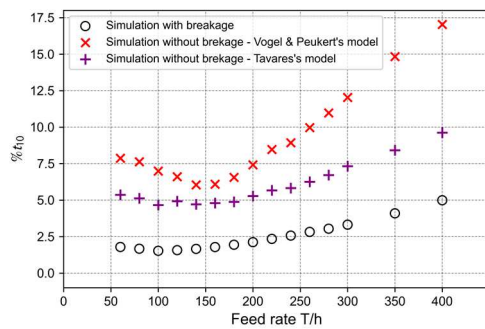 17.5
15.0
12.5
10.0
7.5
5.0
2.5
0.0
%t10
Simulation with breakage
Simulation without brekage - Vogel & Peukert's model
Simulation without brekage - Tavares's model
0 50 100 150 200 250 300 350 400
Feed rate T/h